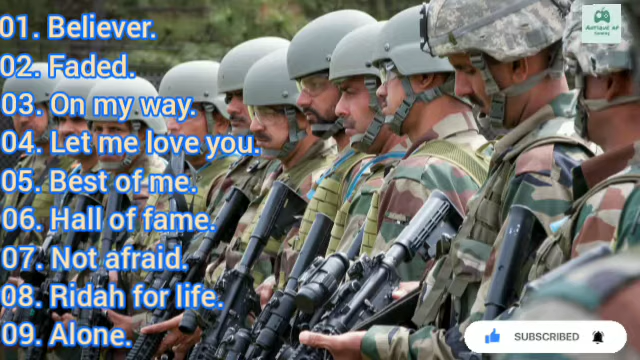 01. Believer.
02. Faded.
03. On my way.
04. Let me love you.
05. Best of me.
06. Hall of fame.
07. Not afraid.
08. Ridah for life.
09. Alone.
SUBSCRIBED